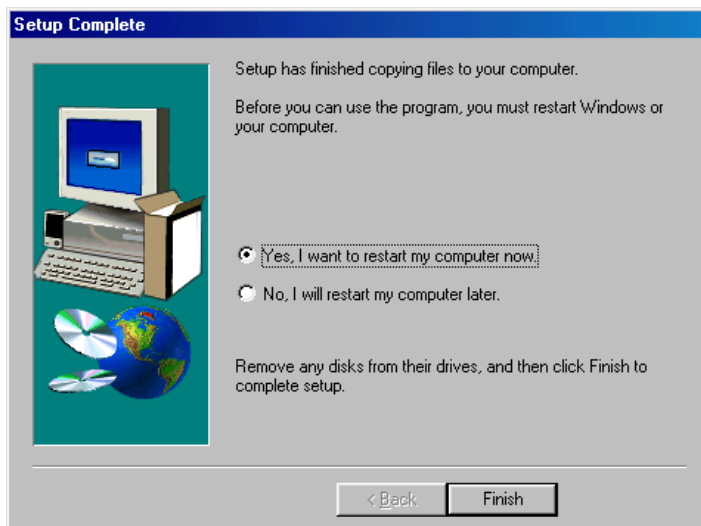 Setup Complete
Setup has finished copying files to your computer.
Before you can use the program, you must restart Windows or
your computer.
Yes, I want to restart my computer now.
No, I will restart my computer later.
Remove any disks from their drives, and then click Finish to
complete setup.
< Back
Finish